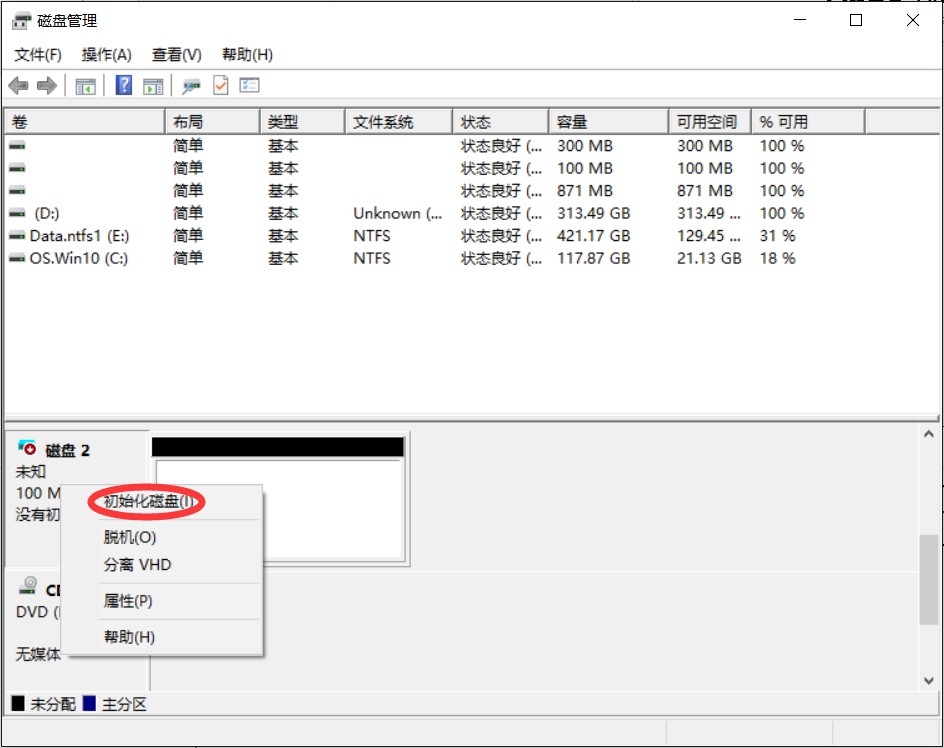 磁盘管理
文件(F) 操作(A) 查看(V) 帮助(H)
卷 布局 类型 文件系统 状态 容量 可用空间 % 可用
简单 基本 状态良好 (... 300 MB 300 MB 100 %
简单 基本 状态良好 (... 100 MB 100 MB 100 %
简单 基本 状态良好 (... 871 MB 871 MB 100 %
(D:) 简单 基本 Unknown (... 状态良好 (... 313.49 GB 313.49 ... 100 %
Data.ntfs1 (E:) 简单 基本 NTFS 状态良好 (... 421.17 GB 129.45 ... 31 %
OS.Win10 (C:) 简单 基本 NTFS 状态良好 (... 117.87 GB 21.13 GB 18 %
磁盘 2
未知
100 M
没有初
初始化磁盘(I)
脱机(O)
分离 VHD
属性(P)
帮助(H)
DVD (
无媒体
未分配 主分区